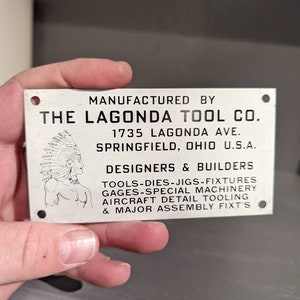 MANUFACTURED BY
THE LAGONDA TOOL CO.
1735 LAGONDA AVE.
SPRINGFIELD, OHIO U.S.A.
DESIGNERS & BUILDERS
TOOLS-DIES-JIGS-FIXTURES
GAGES-SPECIAL MACHINERY
AIRCRAFT DETAIL TOOLING
& MAJOR ASSEMBLY FIXT'S